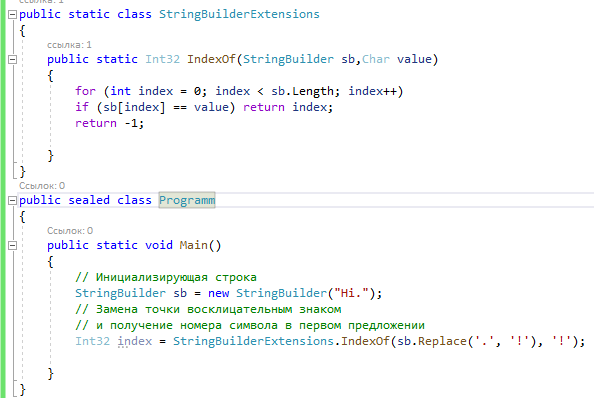 ссылка: 1
public static class StringBuilderExtensions
{
ссылка: 1
public static Int32 IndexOf(StringBuilder sb,Char value)
{
for (int index = 0; index < sb.Length; index++)
if (sb[index] == value) return index;
return -1;
}
}
Ссылок: 0
public sealed class Programm
{
Ссылок: 0
public static void Main()
{
// Инициализирующая строка
StringBuilder sb = new StringBuilder("Hi.");
// Замена точки восклицательным знаком
// и получение номера символа в первом предложении
Int32 index = StringBuilderExtensions.IndexOf(sb.Replace('.', '!'), '!');
}
}